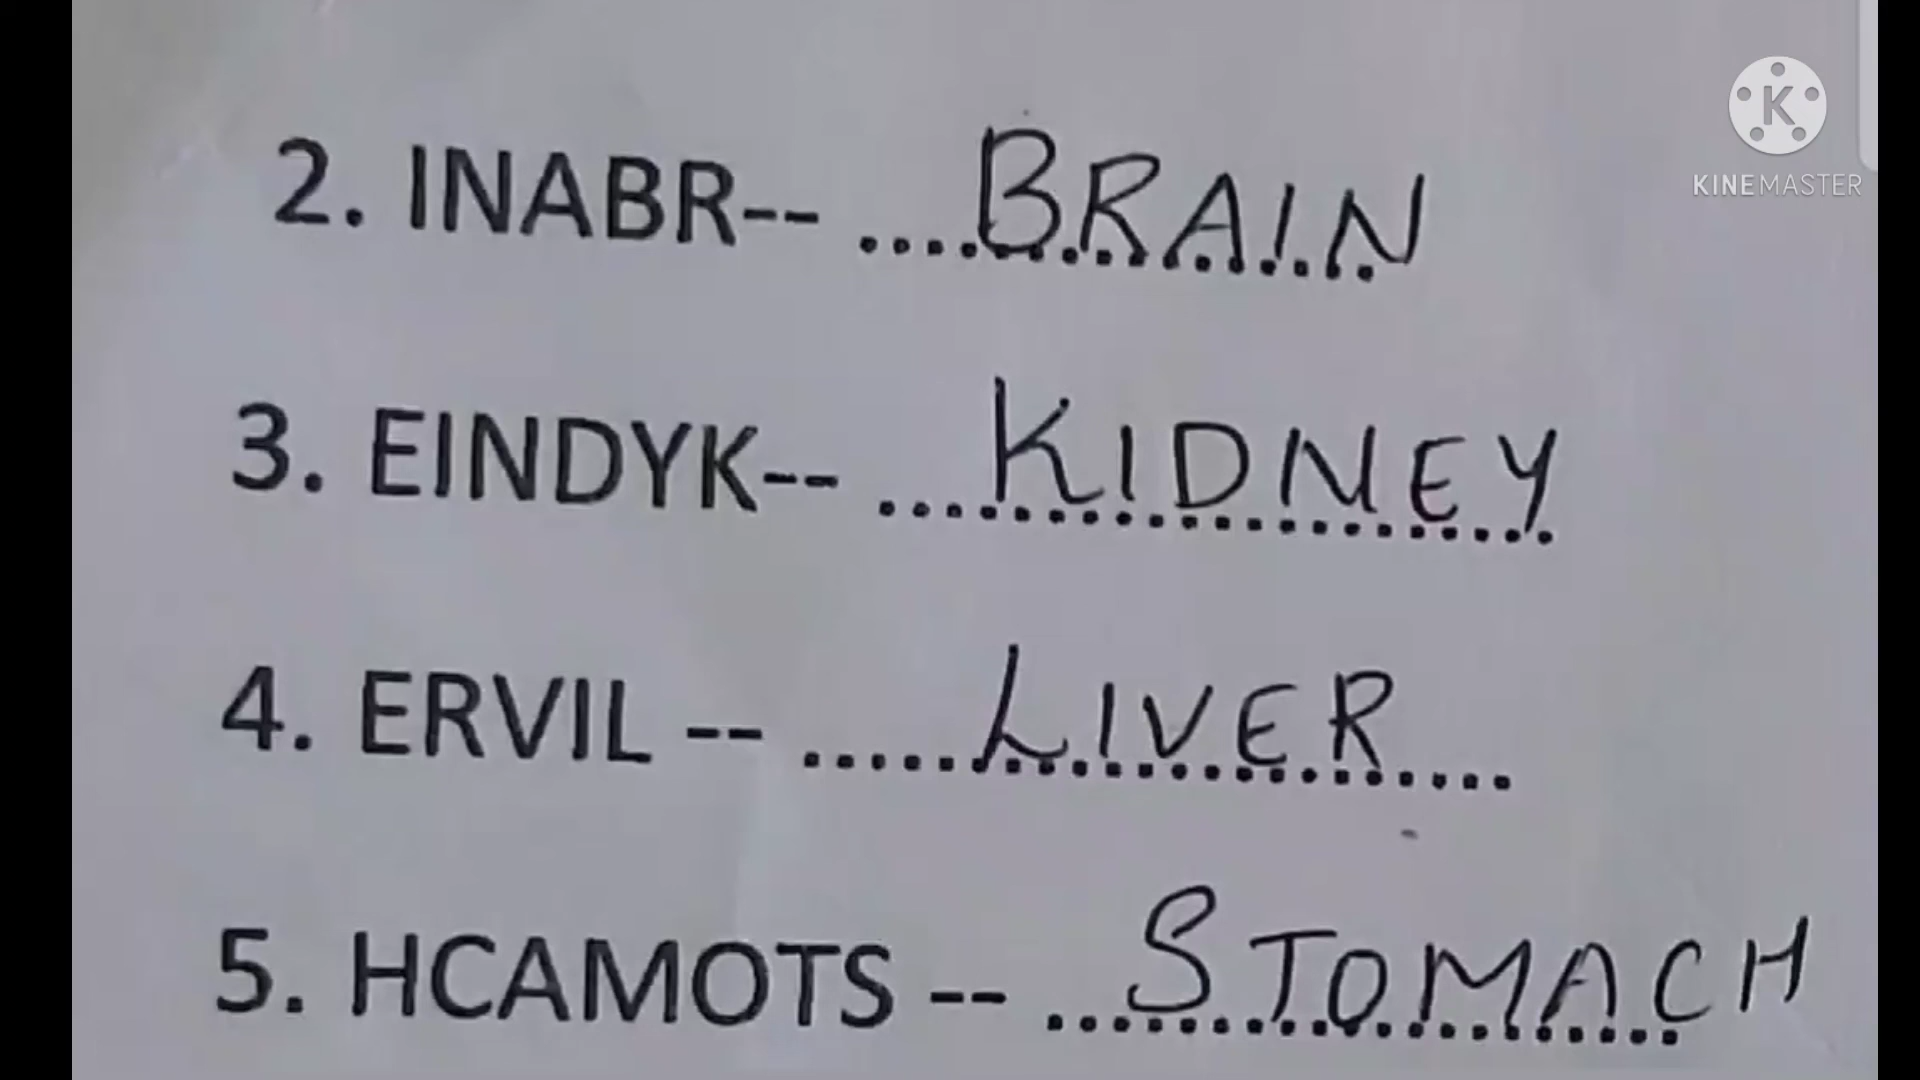 K
KINEMASTER
2. INABR-- ....BRAIN
3. EINDYK-- ....KIDNEY
4. ERVIL -- .....LIVER....
5. HCAMOTS -- ...STOMACH